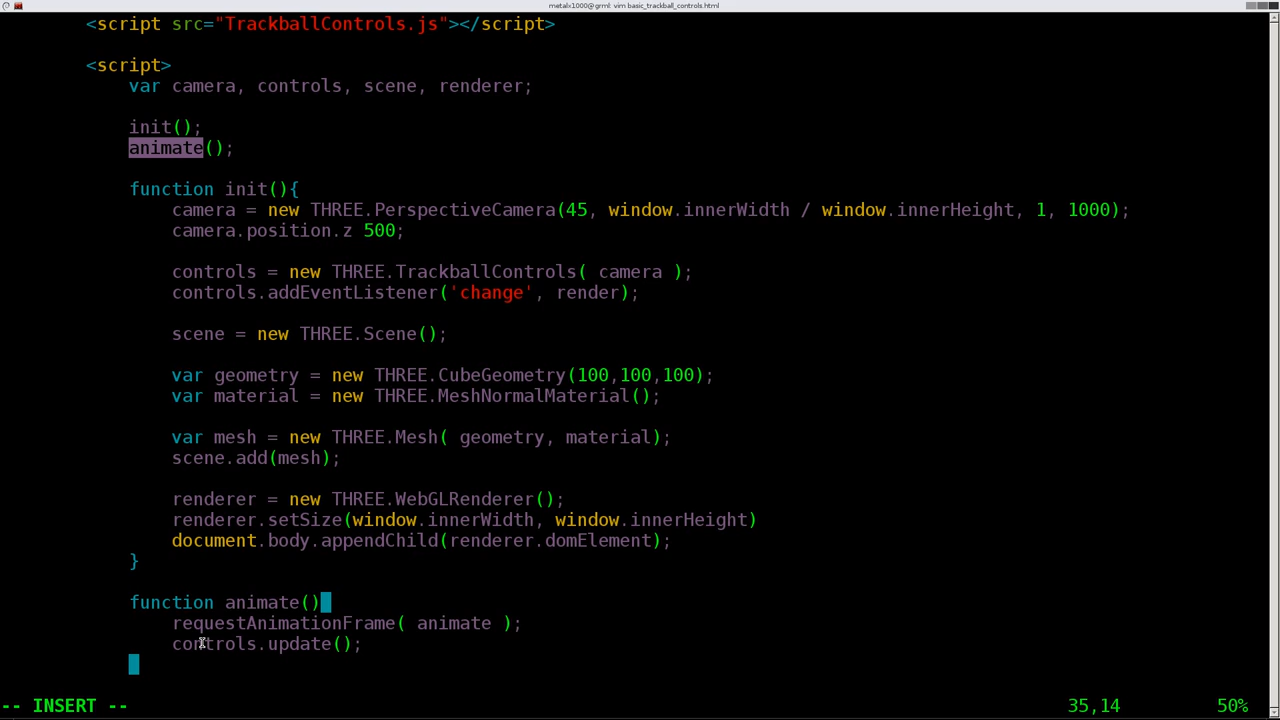 metalx1000@grml: vim basic_trackball_controls.html
<script src="TrackballControls.js"></script>
<script>
var camera, controls, scene, renderer;
init();
animate();
function init(){
camera = new THREE.PerspectiveCamera(45, window.innerWidth / window.innerHeight, 1, 1000);
camera.position.z 500;
controls = new THREE.TrackballControls( camera );
controls.addEventListener('change', render);
scene = new THREE.Scene();
var geometry = new THREE.CubeGeometry(100,100,100);
var material = new THREE.MeshNormalMaterial();
var mesh = new THREE.Mesh( geometry, material);
scene.add(mesh);
renderer = new THREE.WebGLRenderer();
renderer.setSize(window.innerWidth, window.innerHeight)
document.body.appendChild(renderer.domElement);
}
function animate()
requestAnimationFrame( animate );
controls.update();
-- INSERT -- 35,14 50%